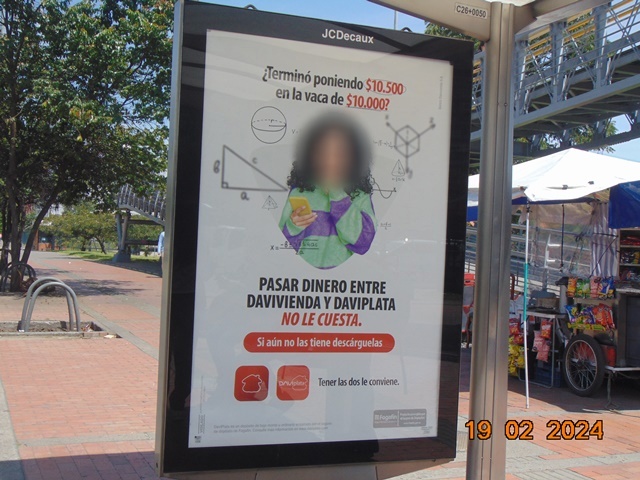 C26+0050
JCDecaux
¿Terminó poniendo $10.500
en la vaca de $10.000?
c
a
PASAR DINERO ENTRE
DAVIVIENDA Y DAVIPLATA
NO LE CUESTA.
Si aún no las tiene descárguelas
DAVIplata
Tener las dos le conviene.
19 02 2024